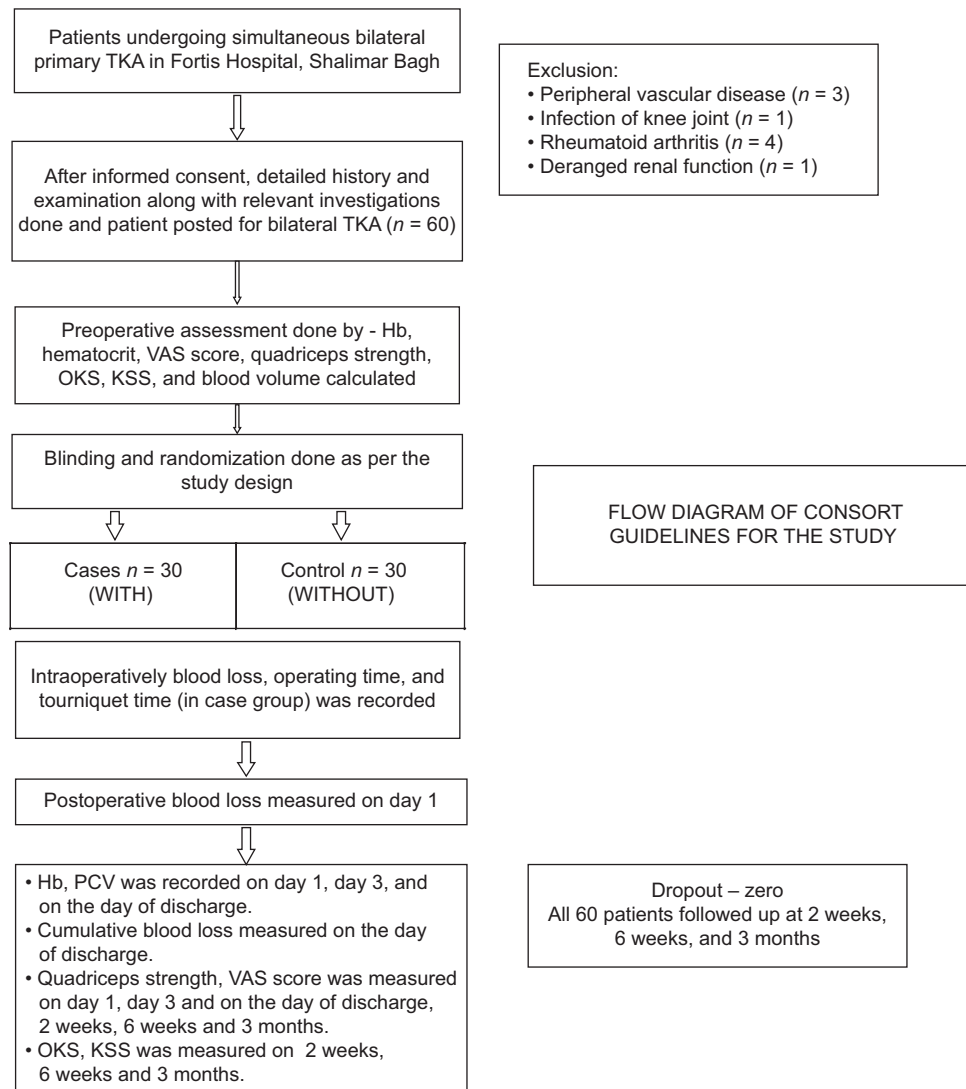 Patients undergoing simultaneous bilateral
primary TKA in Fortis Hospital, Shalimar Bagh
Exclusion:
• Peripheral vascular disease (n = 3)
• Infection of knee joint (n = 1)
• Rheumatoid arthritis (n = 4)
• Deranged renal function (n = 1)
After informed consent, detailed history and
examination along with relevant investigations
done and patient posted for bilateral TKA (n = 60)
Preoperative assessment done by - Hb,
hematocrit, VAS score, quadriceps strength,
OKS, KSS, and blood volume calculated
Blinding and randomization done as per the
study design
FLOW DIAGRAM OF CONSORT
GUIDELINES FOR THE STUDY
Cases n = 30
(WITH)
Control n = 30
(WITHOUT)
Intraoperatively blood loss, operating time, and
tourniquet time (in case group) was recorded
Postoperative blood loss measured on day 1
• Hb, PCV was recorded on day 1, day 3, and
on the day of discharge.
• Cumulative blood loss measured on the day
of discharge.
• Quadriceps strength, VAS score was measured
on day 1, day 3 and on the day of discharge,
2 weeks, 6 weeks and 3 months.
• OKS, KSS was measured on 2 weeks,
6 weeks and 3 months.
Dropout – zero
All 60 patients followed up at 2 weeks,
6 weeks, and 3 months